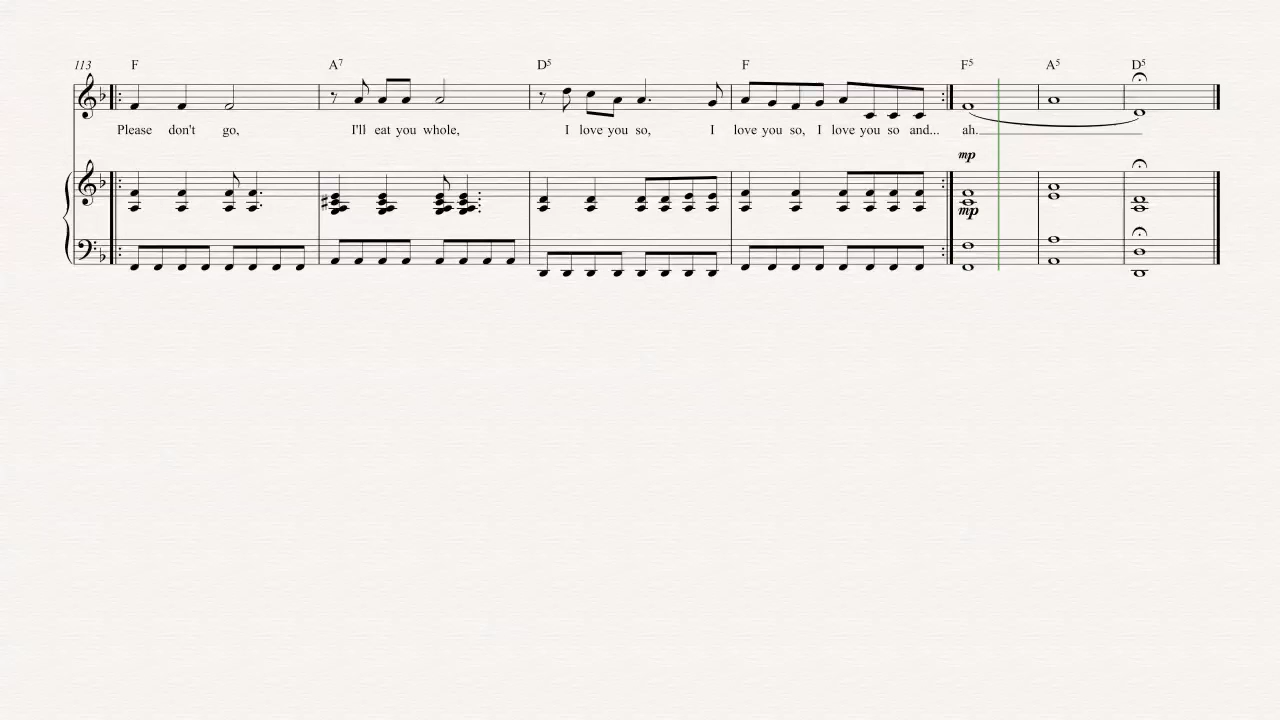 113 F A7 D5 F F5 A5 D5
Please don't go, I'll eat you whole, I love you so, I love you so, I love you so and... ah.
mp
mp